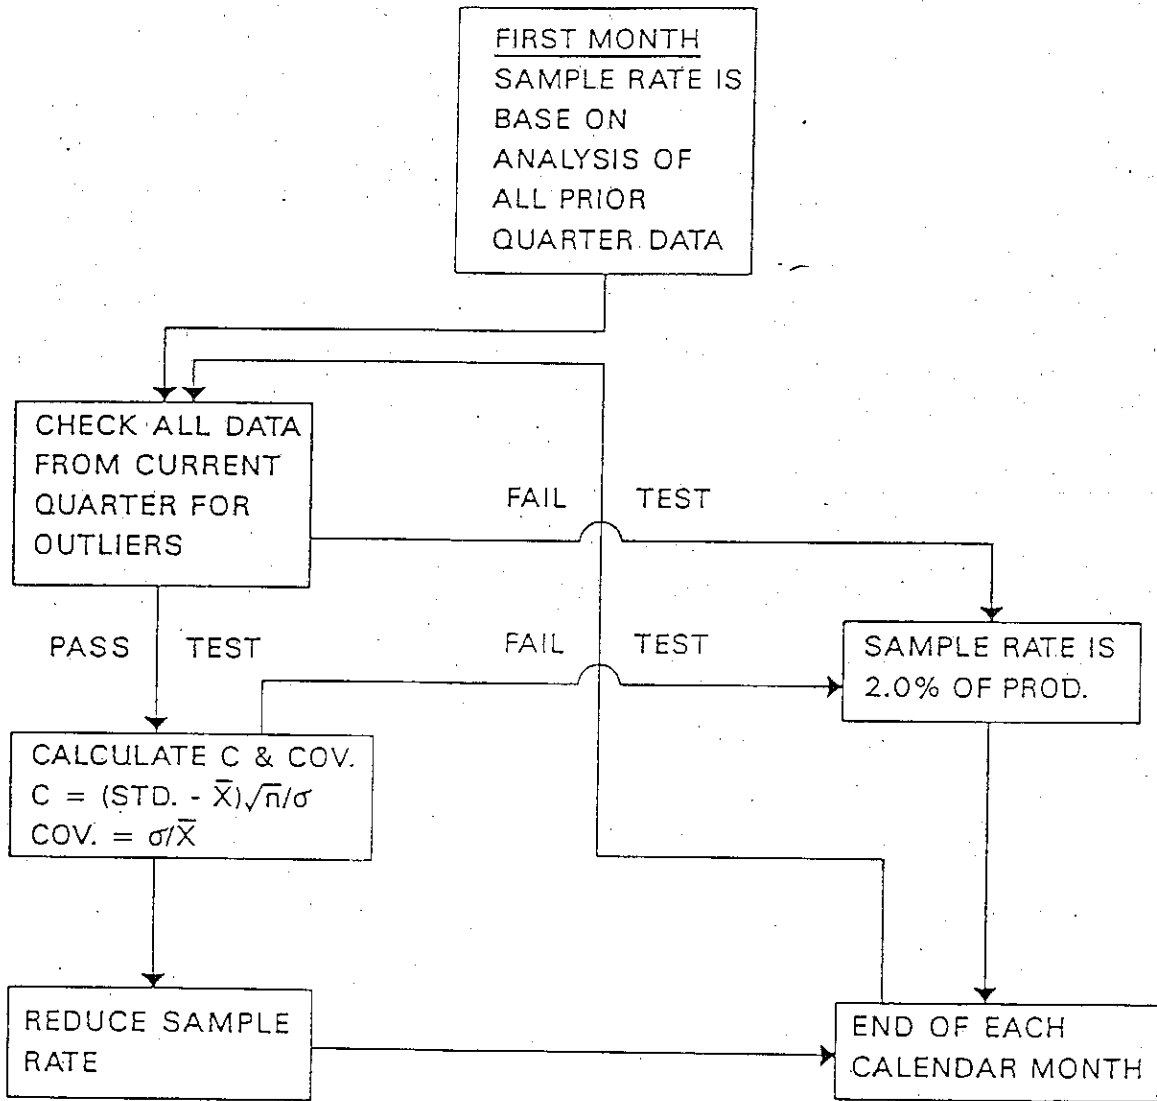 FIRST MONTH
SAMPLE RATE IS
BASE ON
ANALYSIS OF
ALL PRIOR
QUARTER DATA
CHECK ALL DATA
FROM CURRENT
QUARTER FOR
OUTLIERS
FAIL TEST
PASS TEST
FAIL TEST
SAMPLE RATE IS
2.0% OF PROD.
CALCULATE C & COV.
C = (STD. - X̅)√n̅/σ
COV. = σ/X̅
REDUCE SAMPLE
RATE
END OF EACH
CALENDAR MONTH